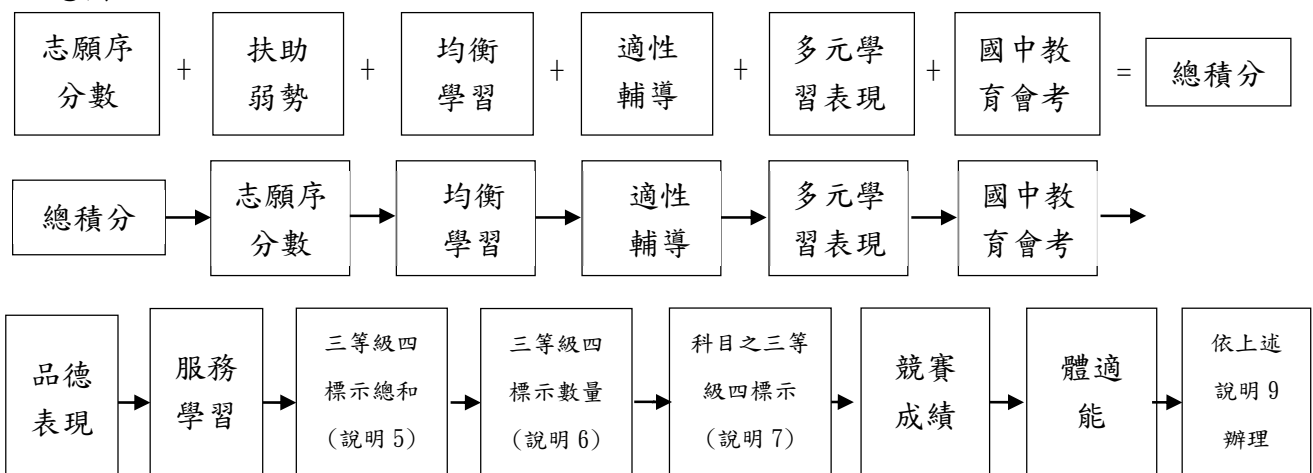 志願序 + 扶助 + 均衡 + 適性 + 多元學 + 國中教 = 總積分
分數 弱勢 學習 輔導 習表現 育會考
總積分 志願序 均衡 適性 多元學 國中教
分數 學習 輔導 習表現 育會考
品德 服務 三等級四 三等級四 科目之三等 競賽 體適 依上述
表現 學習 標示總和 標示數量 級四標示 成績 能 說明9
(說明5) (說明6) (說明7) 辦理